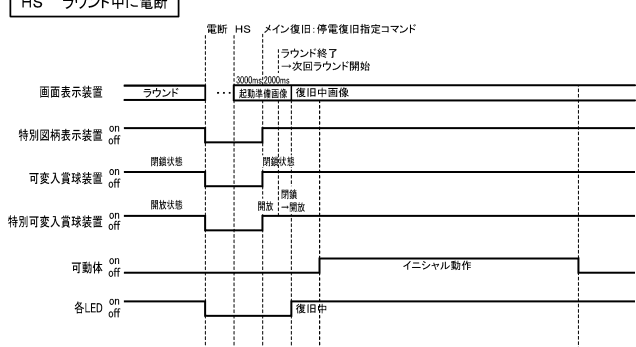 HS ラウンド中に電断
電断 HS メイン復旧:停電復旧指定コマンド
ラウンド終了
→次回ラウンド開始
3000ms 2000ms
画面表示装置 ラウンド ・・・ 起動準備画像 復旧中画像
特別図柄表示装置 on
off
閉鎖状態 閉鎖状態
可変入賞球装置 on
off
開放状態 開放 閉鎖
→開放
特別可変入賞球装置 on
off
可動体 on
off
イニシャル動作
各LED on
off
復旧中